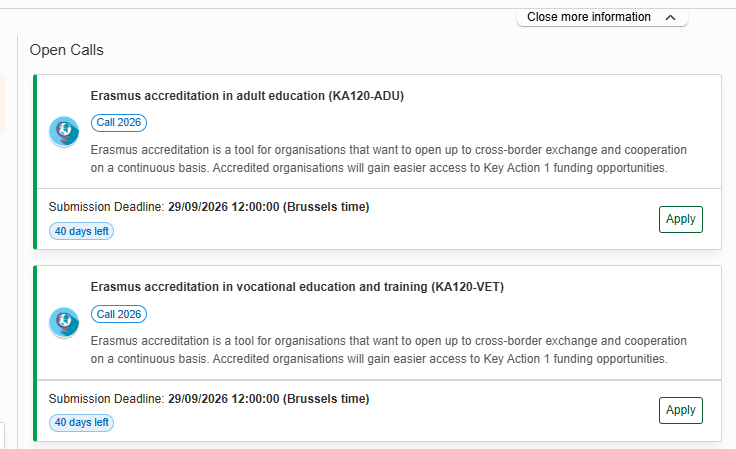 Close more information
Open Calls
Erasmus accreditation in adult education (KA120-ADU)
Call 2026
Erasmus accreditation is a tool for organisations that want to open up to cross-border exchange and cooperation
on a continuous basis. Accredited organisations will gain easier access to Key Action 1 funding opportunities.
Submission Deadline: 29/09/2026 12:00:00 (Brussels time)
40 days left
Apply
Erasmus accreditation in vocational education and training (KA120-VET)
Call 2026
Erasmus accreditation is a tool for organisations that want to open up to cross-border exchange and cooperation
on a continuous basis. Accredited organisations will gain easier access to Key Action 1 funding opportunities.
Submission Deadline: 29/09/2026 12:00:00 (Brussels time)
40 days left
Apply